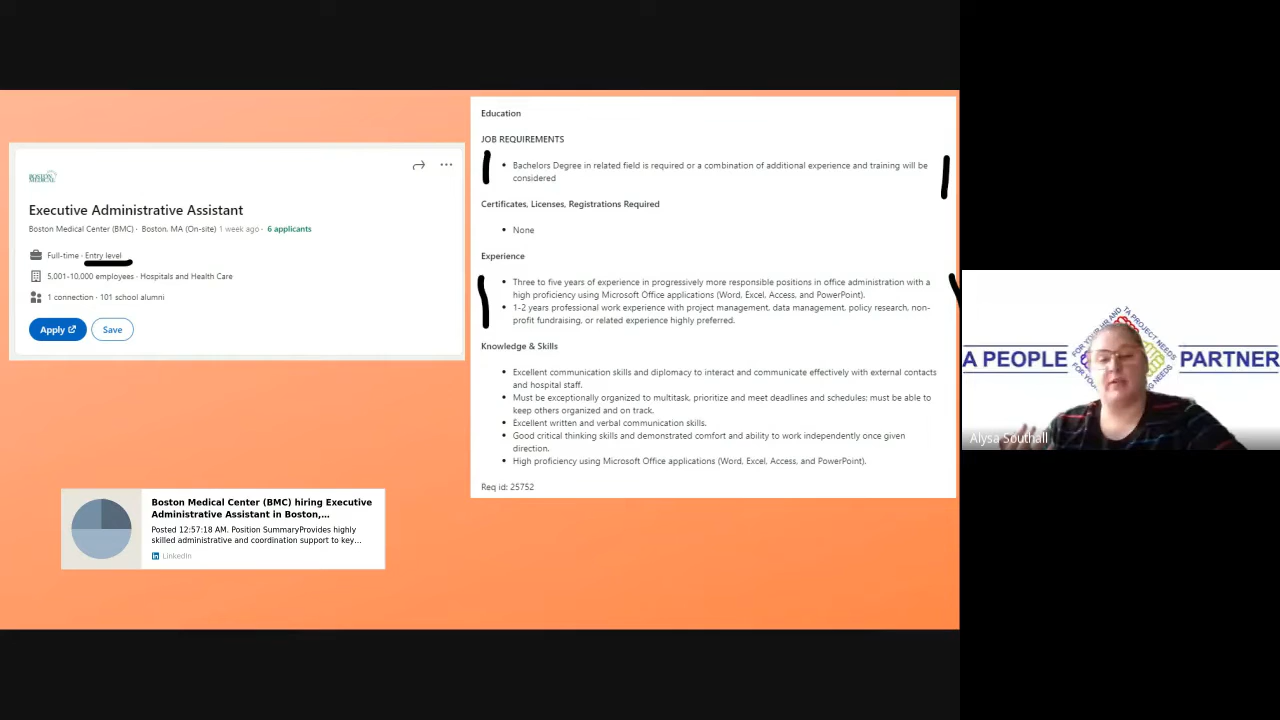 BOSTON
MEDICAL
Executive Administrative Assistant
Boston Medical Center (BMC) · Boston, MA (On-site) 1 week ago · 6 applicants
Full-time · Entry level
5,001-10,000 employees · Hospitals and Health Care
1 connection · 101 school alumni
Apply
Save
Boston Medical Center (BMC) hiring Executive
Administrative Assistant in Boston,...
Posted 12:57:18 AM. Position SummaryProvides highly
skilled administrative and coordination support to key...
LinkedIn
Education
JOB REQUIREMENTS
• Bachelors Degree in related field is required or a combination of additional experience and training will be
considered
Certificates, Licenses, Registrations Required
• None
Experience
• Three to five years of experience in progressively more responsible positions in office administration with a
high proficiency using Microsoft Office applications (Word, Excel, Access, and PowerPoint).
• 1-2 years professional work experience with project management, data management, policy research, non-
profit fundraising, or related experience highly preferred.
Knowledge & Skills
• Excellent communication skills and diplomacy to interact and communicate effectively with external contacts
and hospital staff.
• Must be exceptionally organized to multitask, prioritize and meet deadlines and schedules; must be able to
keep others organized and on track.
• Excellent written and verbal communication skills.
• Good critical thinking skills and demonstrated comfort and ability to work independently once given
direction.
• High proficiency using Microsoft Office applications (Word, Excel, Access, and PowerPoint).
Req id: 25752
A PEOPLE
PARTNER
FOR YOUR HR AND
TA PROJECT NEEDS
Alysa Southall